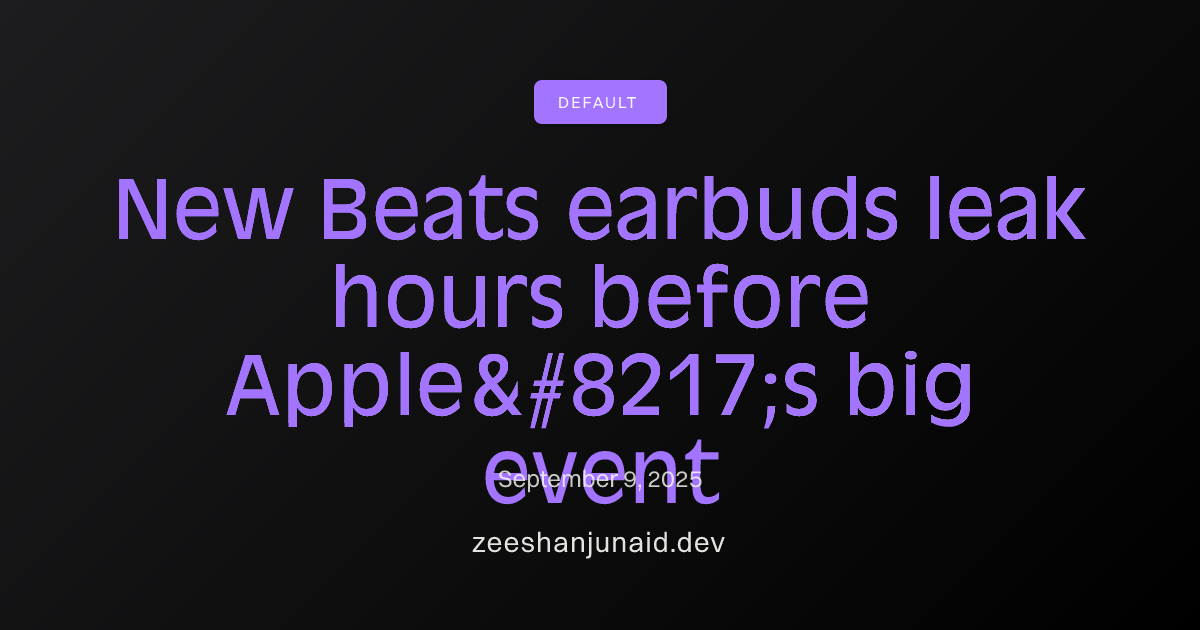 DEFAULT
New Beats earbuds leak
hours before
Apple&#8217;s big
event
September 9, 2025
zeeshanjunaid.dev